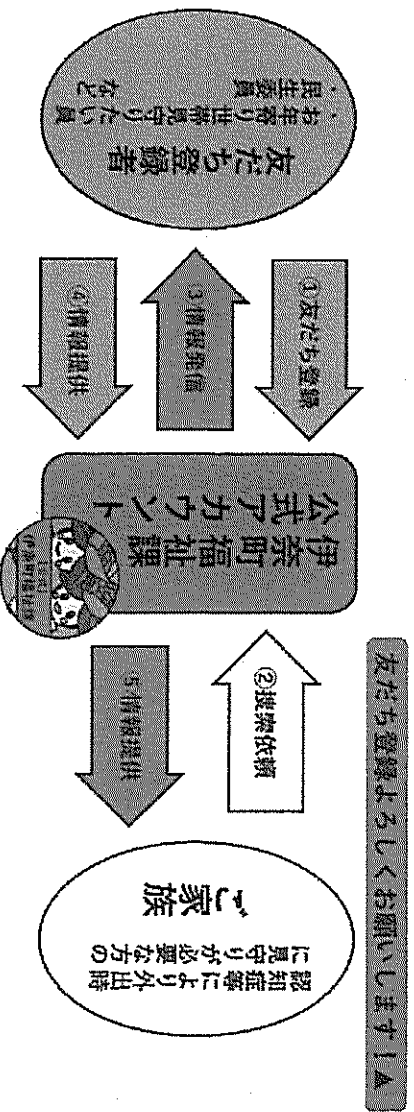 友だち登録よろしくお願いします！▲
友だち登録者
・お年寄り世帯見守りたい員
・民生委員
など
①友だち登録
③情報発信
④情報提供
伊奈町福祉課
公式アカウント
②捜索依頼
⑤情報提供
認知症等により外出時
に見守りが必要な方の
ご家族